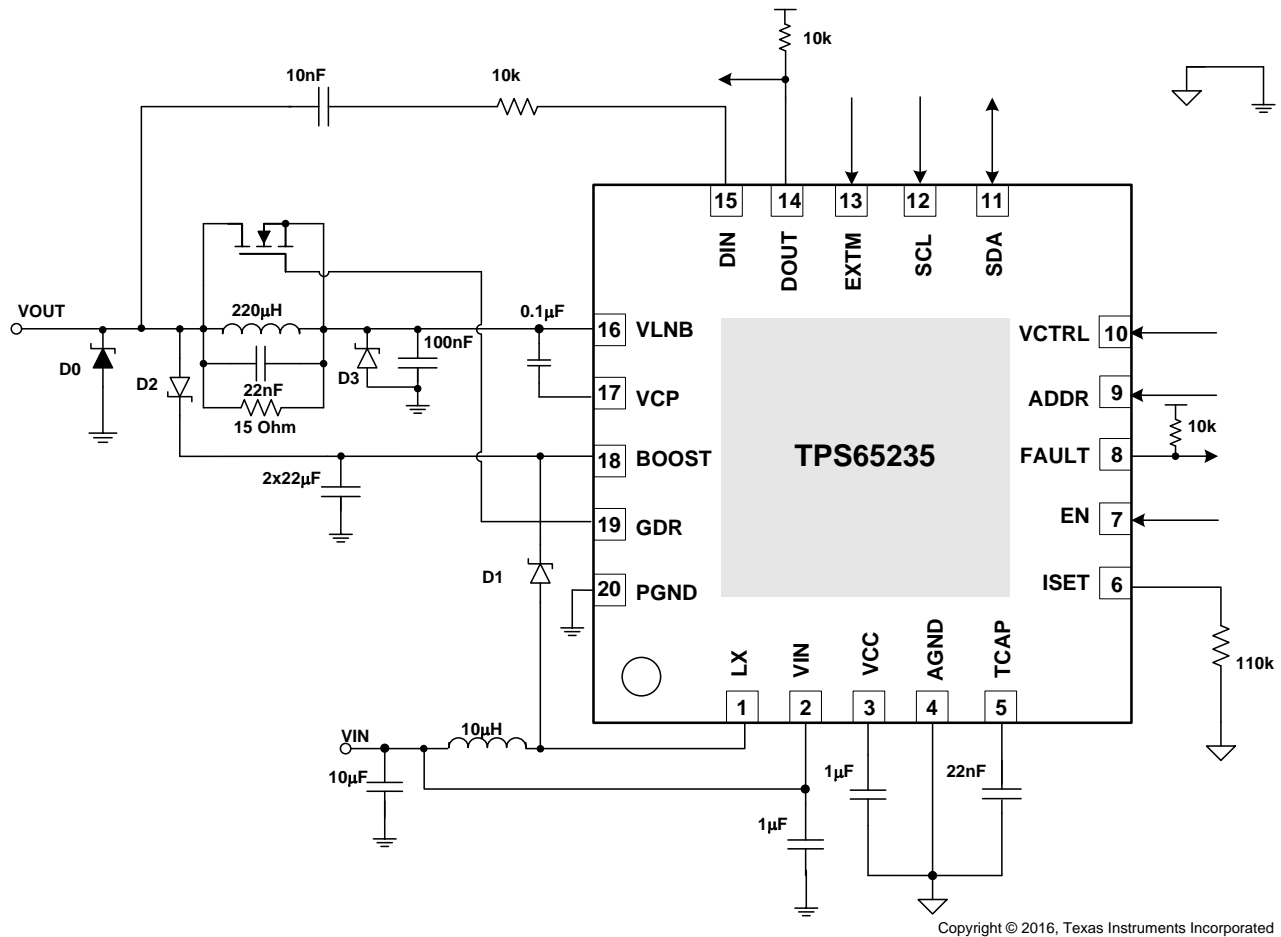 10k
10nF
10k
15
14
13
12
11
DIN
DOUT
EXTM
SCL
SDA
VOUT
220μH
0.1μF
16 VLNB
VCTRL 10
D0
D2
22nF
15 Ohm
D3
100nF
17 VCP
ADDR 9
10k
2x22μF
18 BOOST
TPS65235
FAULT 8
19 GDR
EN 7
D1
20 PGND
ISET 6
110k
LX
VIN
VCC
AGND
TCAP
1
2
3
4
5
VIN
10μH
10μF
1μF
22nF
1μF
Copyright © 2016, Texas Instruments Incorporated